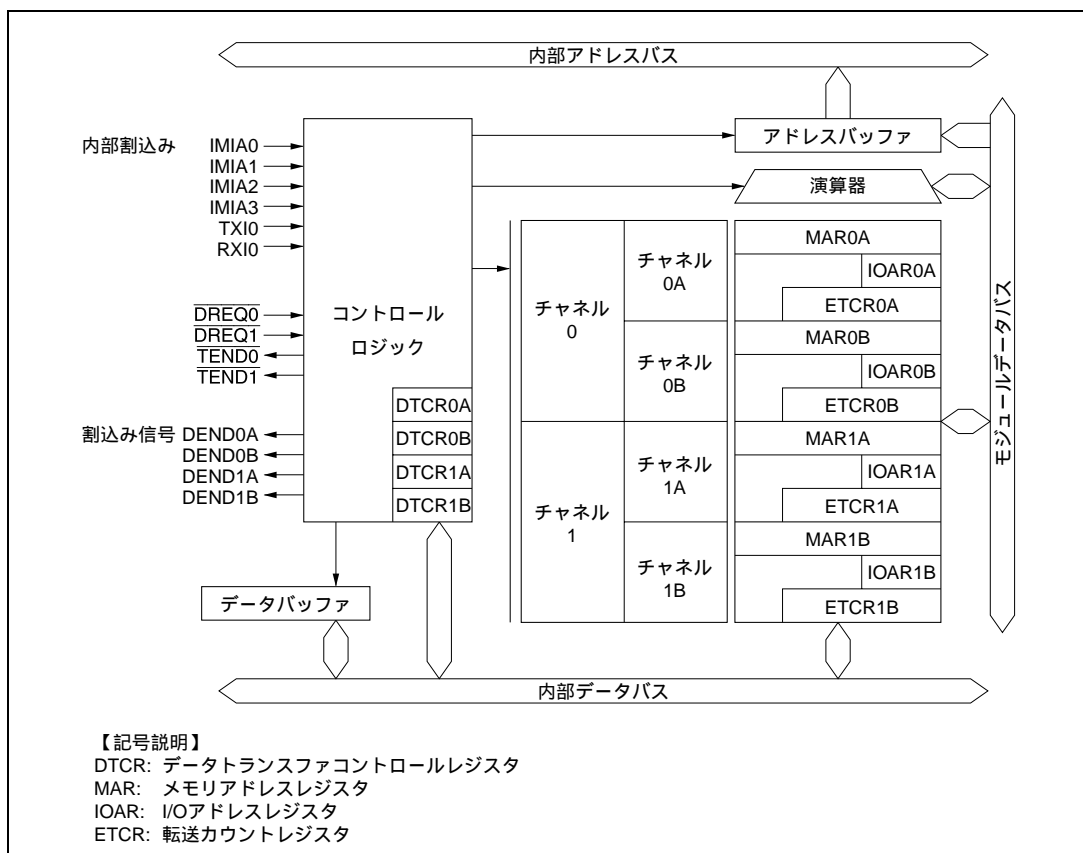 内部アドレスバス
内部割込み
IMIA0
IMIA1
IMIA2
IMIA3
TXI0
RXI0
DREQ0
DREQ1
TEND0
TEND1
割込み信号
DEND0A
DEND0B
DEND1A
DEND1B
コントロール
ロジック
DTCR0A
DTCR0B
DTCR1A
DTCR1B
データバッファ
アドレスバッファ
演算器
チャネル
0
チャネル
0A
チャネル
0B
チャネル
1
チャネル
1A
チャネル
1B
MAR0A
IOAR0A
ETCR0A
MAR0B
IOAR0B
ETCR0B
MAR1A
IOAR1A
ETCR1A
MAR1B
IOAR1B
ETCR1B
モジュールデータバス
内部データバス
【記号説明】
DTCR: データトランスファコントロールレジスタ
MAR: メモリアドレスレジスタ
IOAR: I/Oアドレスレジスタ
ETCR: 転送カウントレジスタ